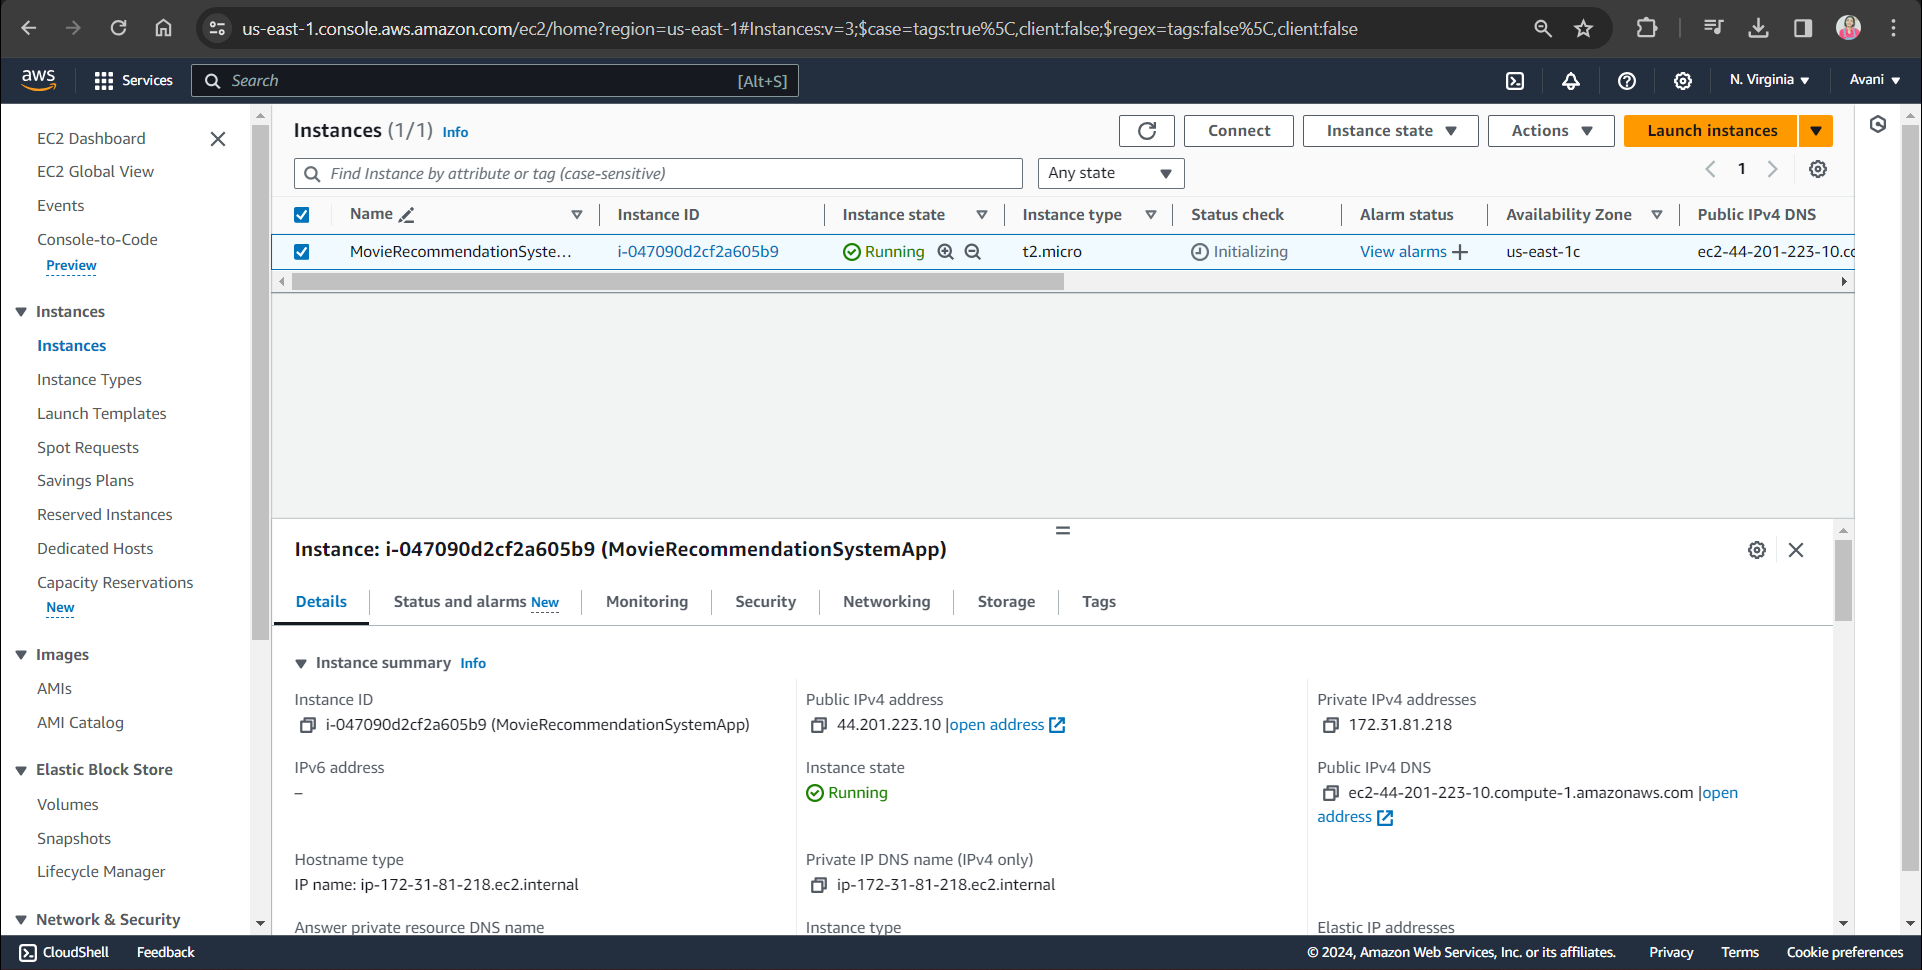 us-east-1.console.aws.amazon.com/ec2/home?region=us-east-1#Instances:v=3;$case=tags:true%5C,client:false;$regex=tags:false%5C,client:false
aws Services Search [Alt+S] N. Virginia Avani
EC2 Dashboard
EC2 Global View
Events
Console-to-Code
Preview
Instances
Instances
Instance Types
Launch Templates
Spot Requests
Savings Plans
Reserved Instances
Dedicated Hosts
Capacity Reservations
New
Images
AMIs
AMI Catalog
Elastic Block Store
Volumes
Snapshots
Lifecycle Manager
Network & Security
Instances (1/1) Info Connect Instance state Actions Launch instances
Find Instance by attribute or tag (case-sensitive) Any state 1
Name Instance ID Instance state Instance type Status check Alarm status Availability Zone Public IPv4 DNS
MovieRecommendationSyste... i-047090d2cf2a605b9 Running t2.micro Initializing View alarms us-east-1c ec2-44-201-223-10.cc
Instance: i-047090d2cf2a605b9 (MovieRecommendationSystemApp)
Details Status and alarms New Monitoring Security Networking Storage Tags
Instance summary Info
Instance ID Public IPv4 address Private IPv4 addresses
i-047090d2cf2a605b9 (MovieRecommendationSystemApp) 44.201.223.10 |open address 172.31.81.218
IPv6 address Instance state Public IPv4 DNS
– Running ec2-44-201-223-10.compute-1.amazonaws.com |open
address
Hostname type Private IP DNS name (IPv4 only)
IP name: ip-172-31-81-218.ec2.internal ip-172-31-81-218.ec2.internal
Answer private resource DNS name Instance type Elastic IP addresses
CloudShell Feedback © 2024, Amazon Web Services, Inc. or its affiliates. Privacy Terms Cookie preferences